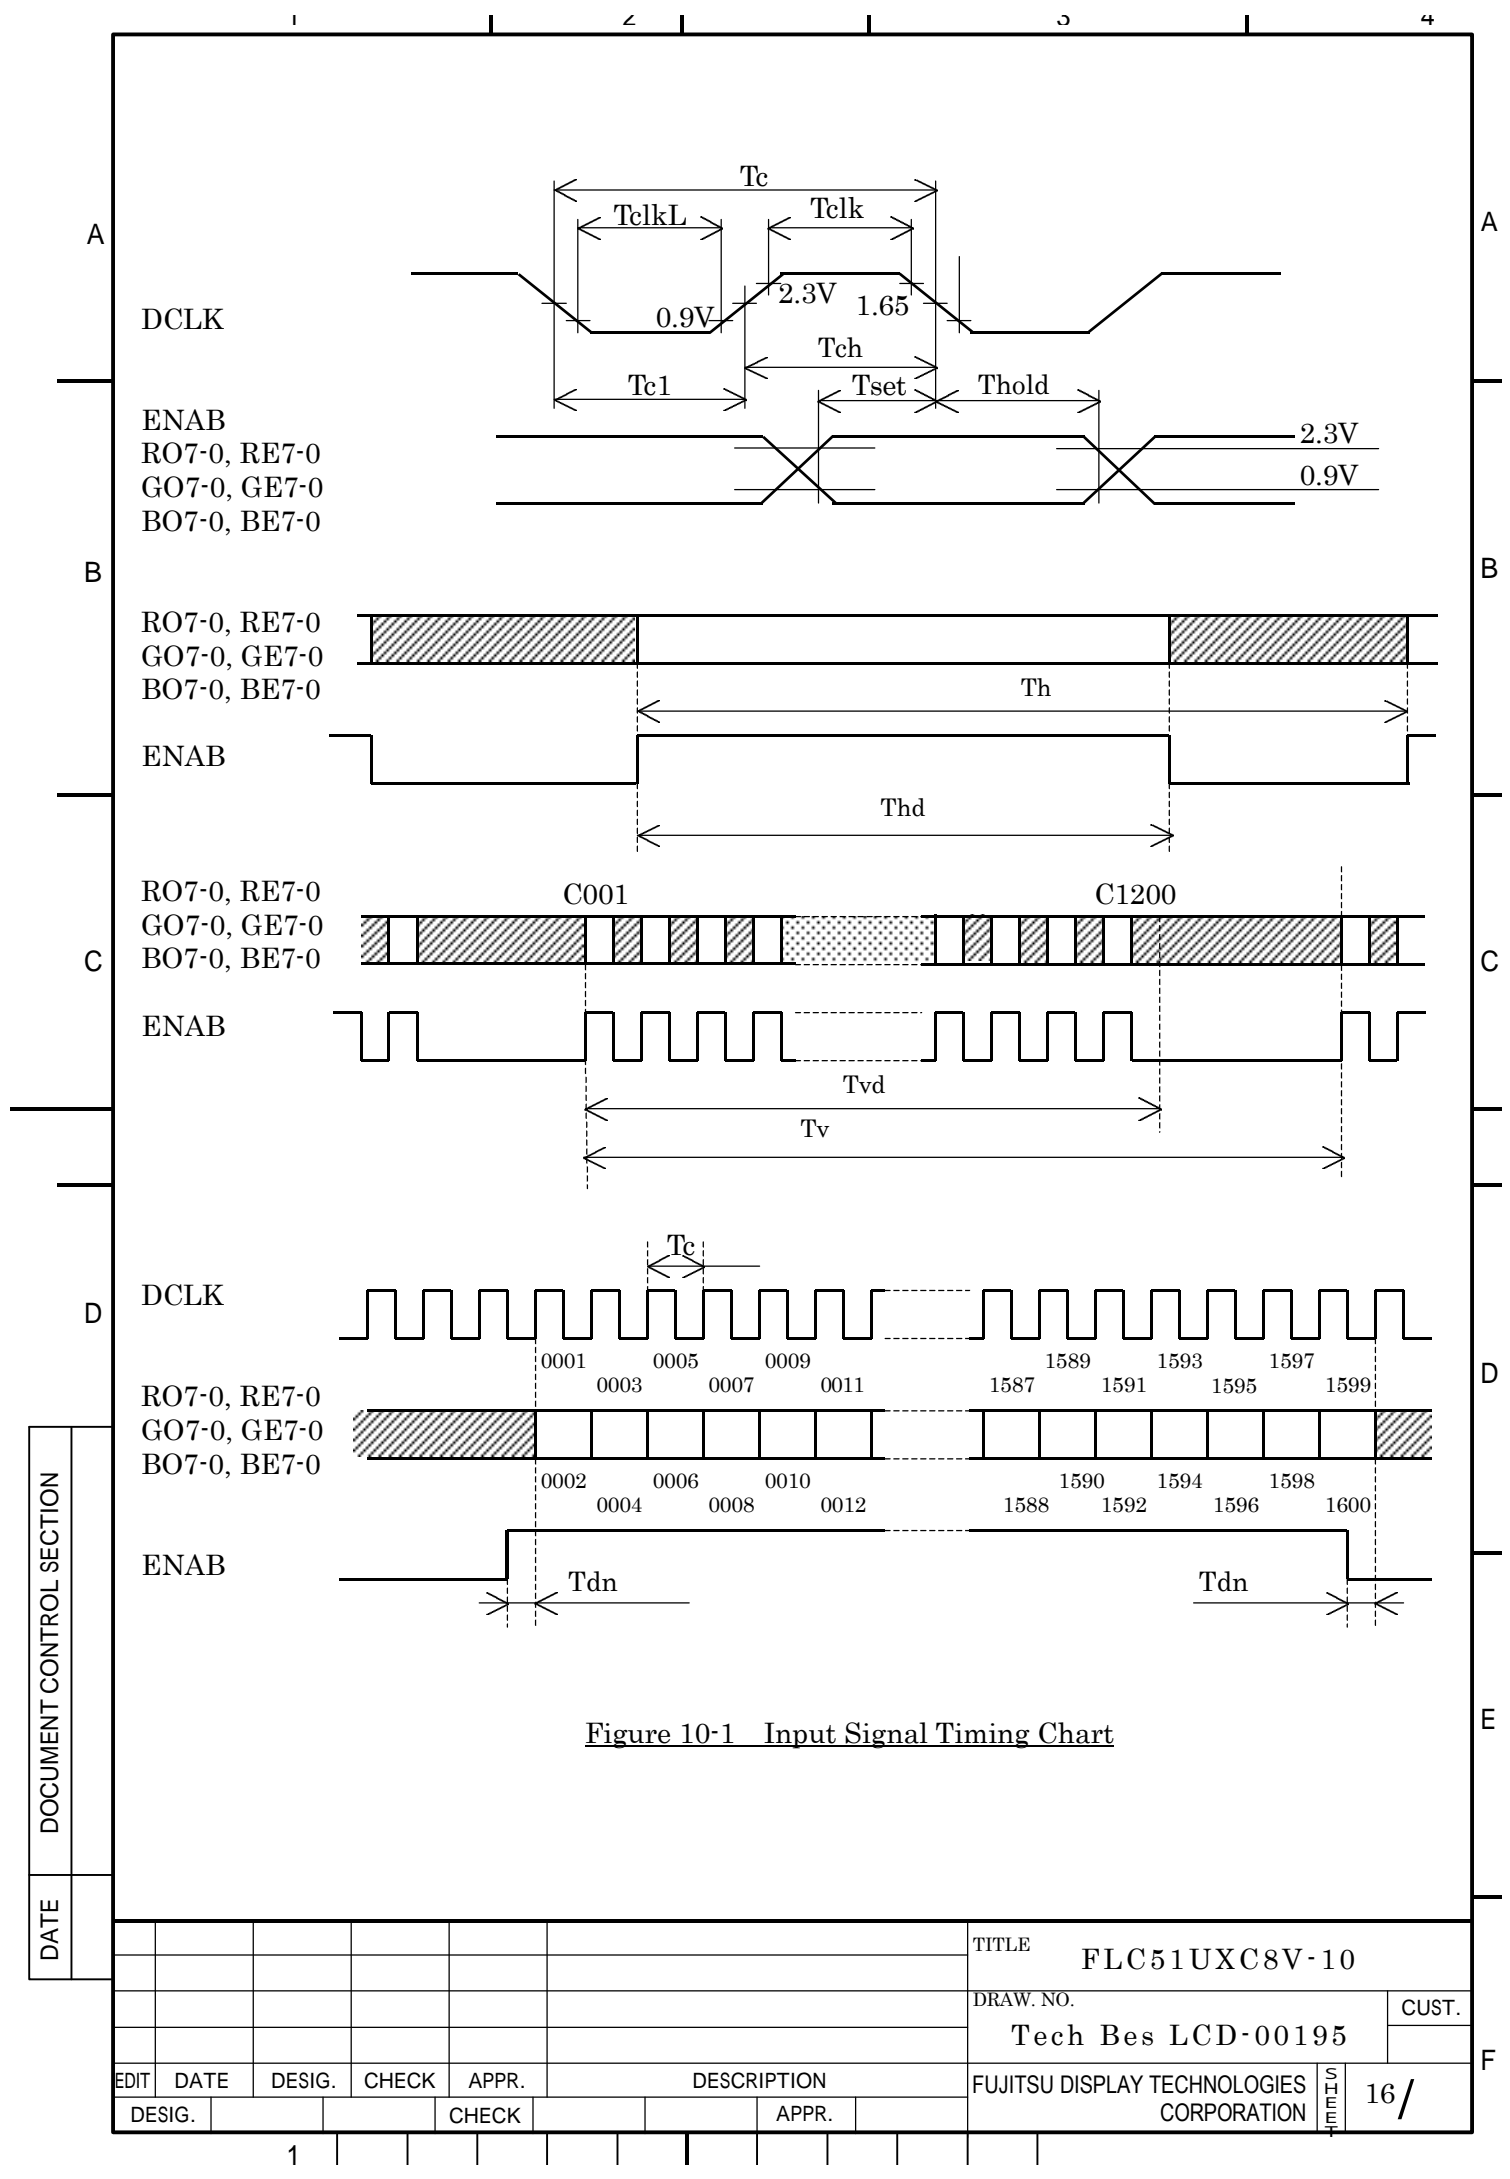 1 2 3 4
A
A
Tc
TclkL Tclk
2.3V
1.65
DCLK
0.9V
Tch
Tc1 Tset Thold
ENAB
RO7-0, RE7-0
GO7-0, GE7-0
BO7-0, BE7-0
2.3V
0.9V
B
B
RO7-0, RE7-0
GO7-0, GE7-0
BO7-0, BE7-0
Th
ENAB
Thd
RO7-0, RE7-0
GO7-0, GE7-0
BO7-0, BE7-0
C001 C1200
C
C
ENAB
Tvd
Tv
Tc
DCLK
D
D
0001 0005 0009 1589 1593 1597
0003 0007 0011 1587 1591 1595 1599
RO7-0, RE7-0
GO7-0, GE7-0
BO7-0, BE7-0
0002 0006 0010 1590 1594 1598
0004 0008 0012 1588 1592 1596 1600
ENAB
Tdn Tdn
Figure 10-1 Input Signal Timing Chart
E
DOCUMENT CONTROL SECTION
DATE
TITLE
FLC51UXC8V-10
DRAW. NO.
Tech Bes LCD-00195
CUST.
F
EDIT DATE DESIG. CHECK APPR. DESCRIPTION
FUJITSU DISPLAY TECHNOLOGIES
CORPORATION
SHEET
16/
DESIG. CHECK APPR.
1